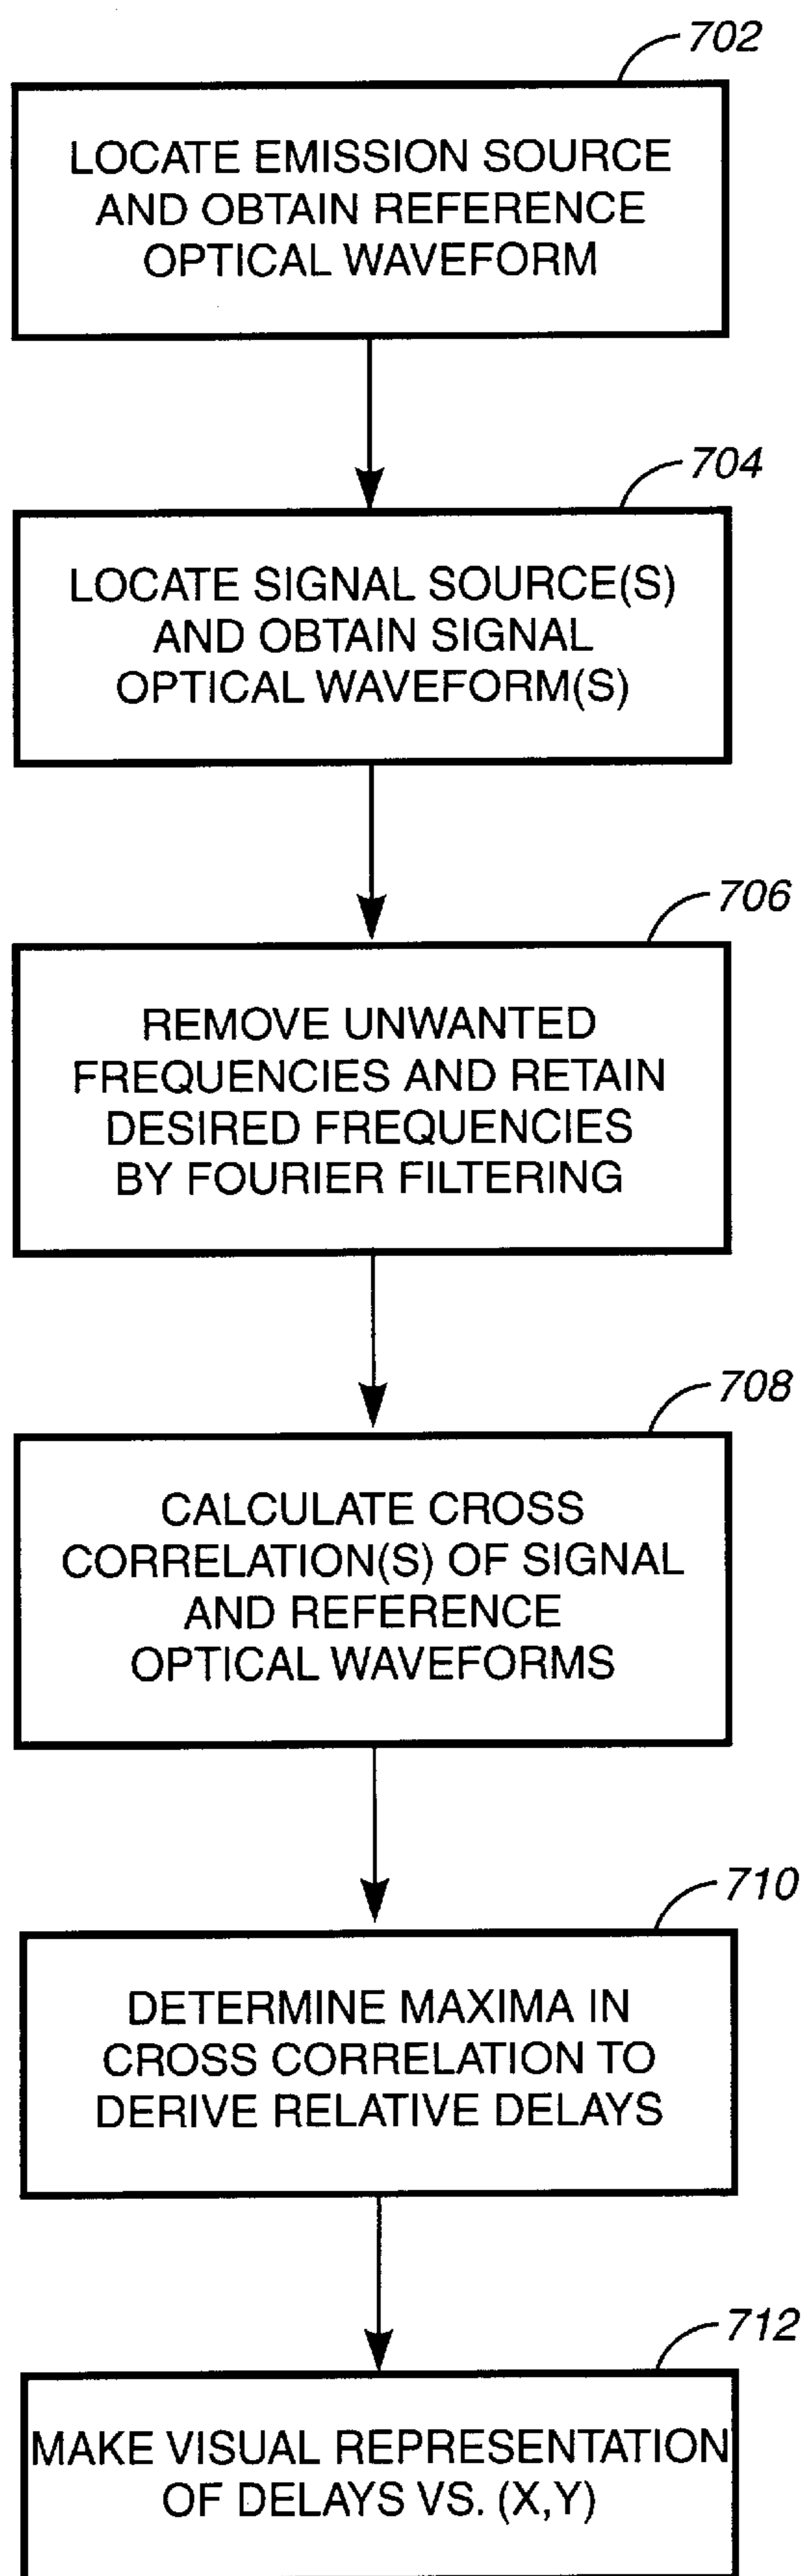 702
LOCATE EMISSION SOURCE
AND OBTAIN REFERENCE
OPTICAL WAVEFORM
704
LOCATE SIGNAL SOURCE(S)
AND OBTAIN SIGNAL
OPTICAL WAVEFORM(S)
706
REMOVE UNWANTED
FREQUENCIES AND RETAIN
DESIRED FREQUENCIES
BY FOURIER FILTERING
708
CALCULATE CROSS
CORRELATION(S) OF SIGNAL
AND REFERENCE
OPTICAL WAVEFORMS
710
DETERMINE MAXIMA IN
CROSS CORRELATION TO
DERIVE RELATIVE DELAYS
712
MAKE VISUAL REPRESENTATION
OF DELAYS VS. (X,Y)